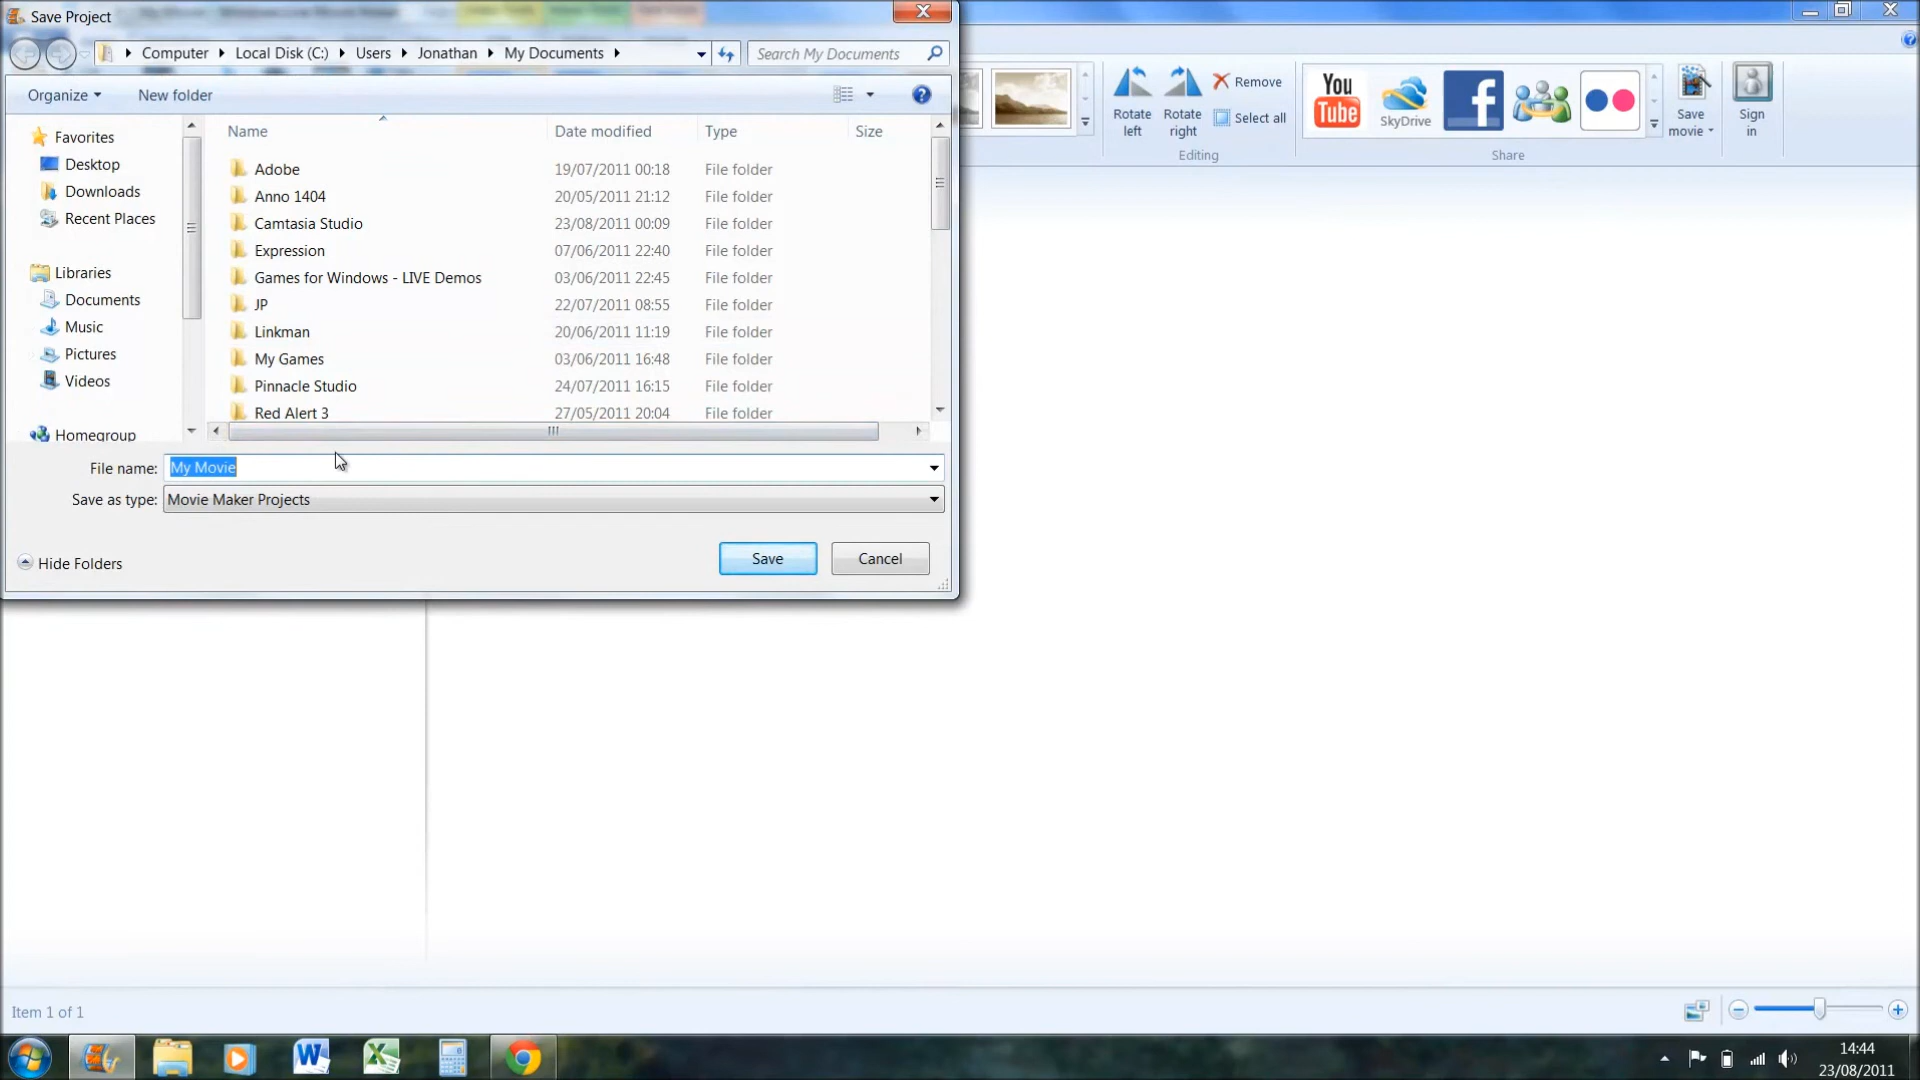 Save Project
Computer Local Disk (C:) Users Jonathan My Documents
Search My Documents
Organize New folder
Name Date modified Type Size
Favorites
Desktop
Downloads
Recent Places
Libraries
Documents
Music
Pictures
Videos
Homegroup
Adobe 19/07/2011 00:18 File folder
Anno 1404 20/05/2011 21:12 File folder
Camtasia Studio 23/08/2011 00:09 File folder
Expression 07/06/2011 22:40 File folder
Games for Windows - LIVE Demos 03/06/2011 22:45 File folder
JP 22/07/2011 08:55 File folder
Linkman 20/06/2011 11:19 File folder
My Games 03/06/2011 16:48 File folder
Pinnacle Studio 24/07/2011 16:15 File folder
Red Alert 3 27/05/2011 20:04 File folder
File name: My Movie
Save as type: Movie Maker Projects
Hide Folders
Save Cancel
Rotate left
Rotate right
Remove
Select all
Editing
You Tube
SkyDrive
f
Share
Save movie
Sign in
Item 1 of 1
14:44
23/08/2011